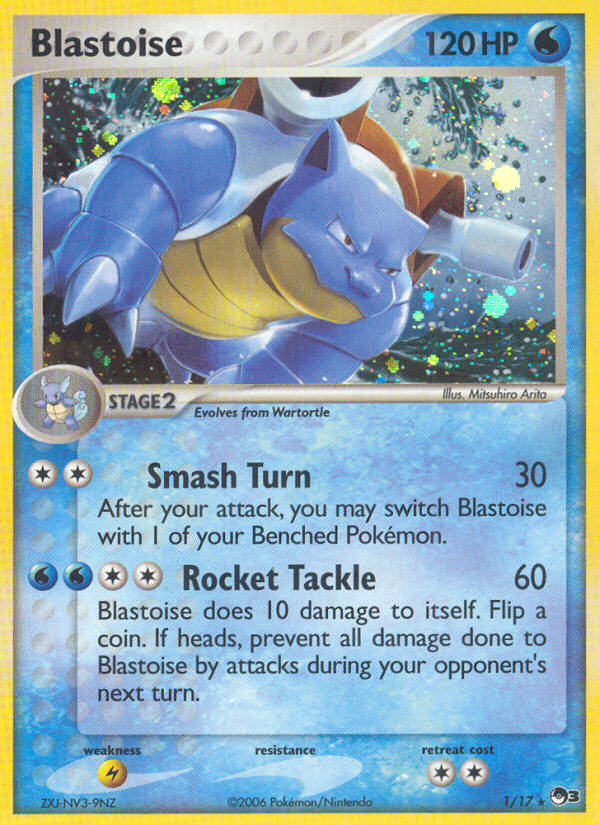 Blastoise 120 HP
Illus. Mitsuhiro Arita
STAGE 2
Evolves from Wartortle
Smash Turn 30
After your attack, you may switch Blastoise
with 1 of your Benched Pokémon.
Rocket Tackle 60
Blastoise does 10 damage to itself. Flip a
coin. If heads, prevent all damage done to
Blastoise by attacks during your opponent's
next turn.
weakness resistance retreat cost
ZXJ-NV3-9NZ ©2006 Pokémon/Nintendo 1/17 ★ 3